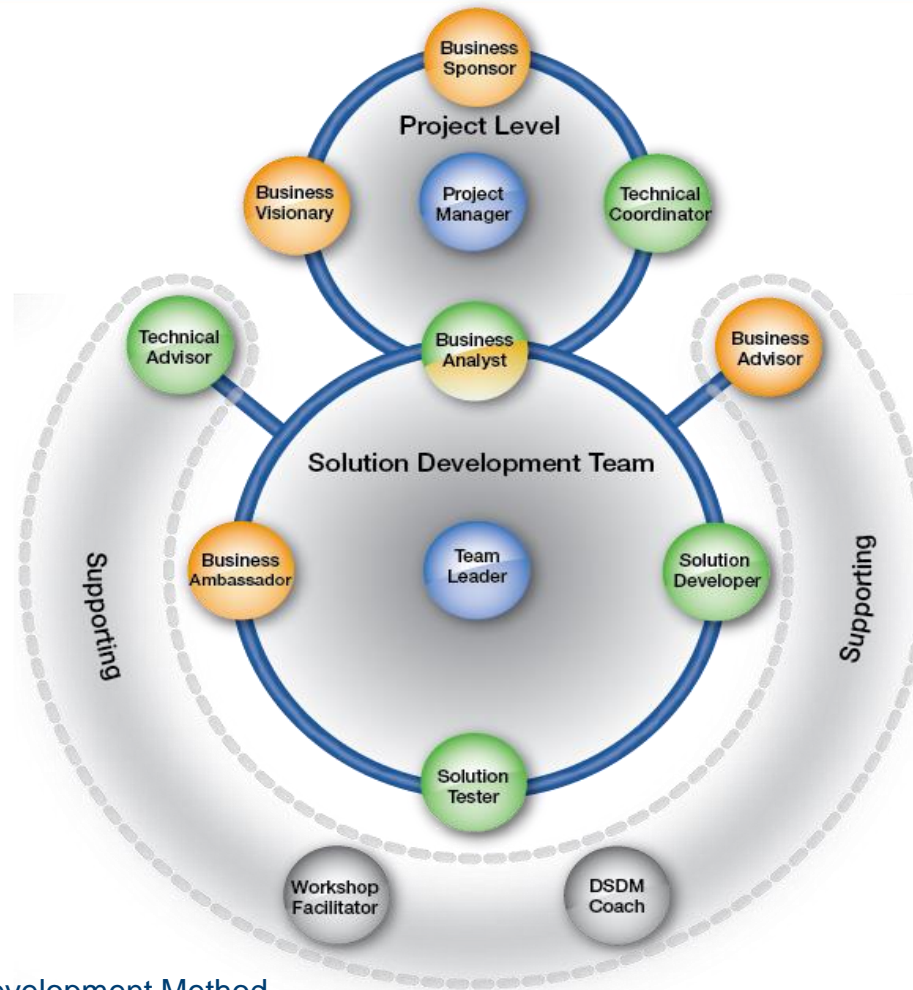 Business
Sponsor
Project Level
Business
Visionary
Project
Manager
Technical
Coordinator
Technical
Advisor
Business
Analyst
Business
Advisor
Solution Development Team
Business
Ambassador
Team
Leader
Solution
Developer
Supporting
Supporting
Solution
Tester
Workshop
Facilitator
DSDM
Coach
Method